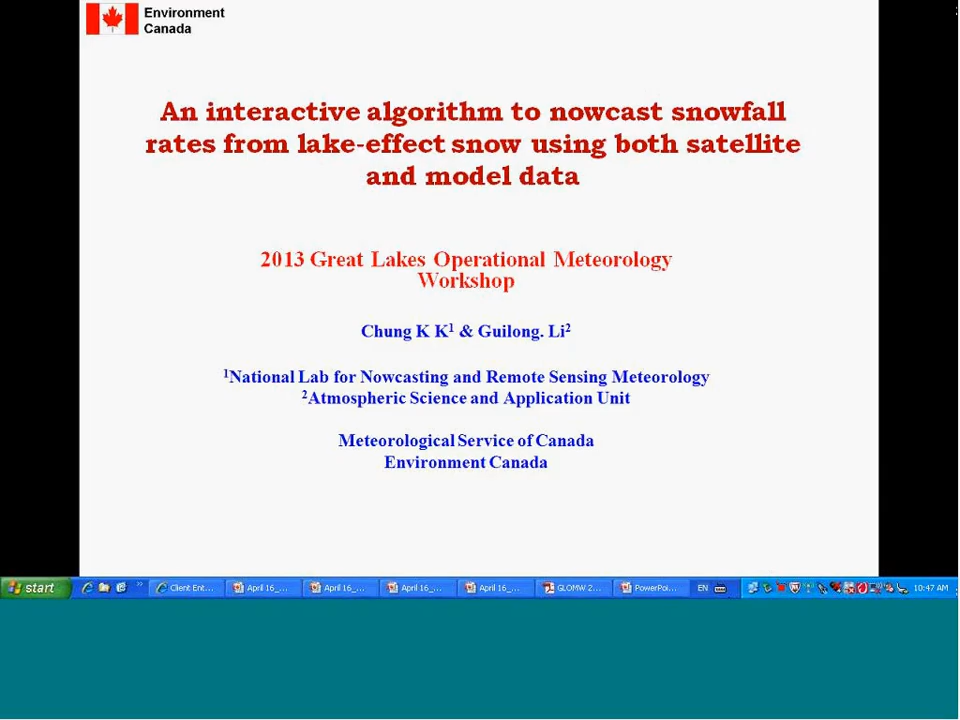 Environment
Canada
An interactive algorithm to nowcast snowfall
rates from lake-effect snow using both satellite
and model data
2013 Great Lakes Operational Meteorology
Workshop
Chung K K1 & Guilong. Li2
1National Lab for Nowcasting and Remote Sensing Meteorology
2Atmospheric Science and Application Unit
Meteorological Service of Canada
Environment Canada
start » Client Ent... April 16_... April 16_... April 16_... April 16_... GLOMW 2... PowerPoi... EN 10:47 AM